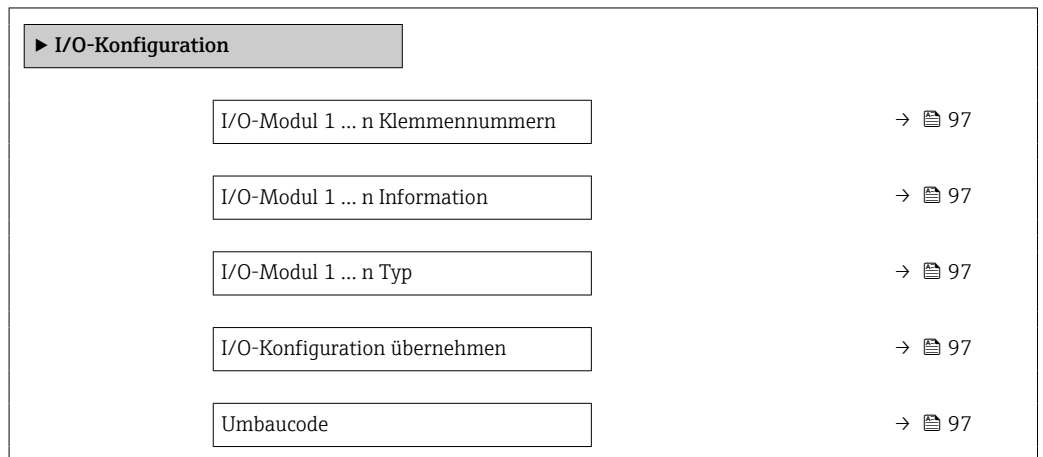 ► I/O-Konfiguration
I/O-Modul 1 … n Klemmennummern → 97
I/O-Modul 1 … n Information → 97
I/O-Modul 1 … n Typ → 97
I/O-Konfiguration übernehmen → 97
Umbaucode → 97